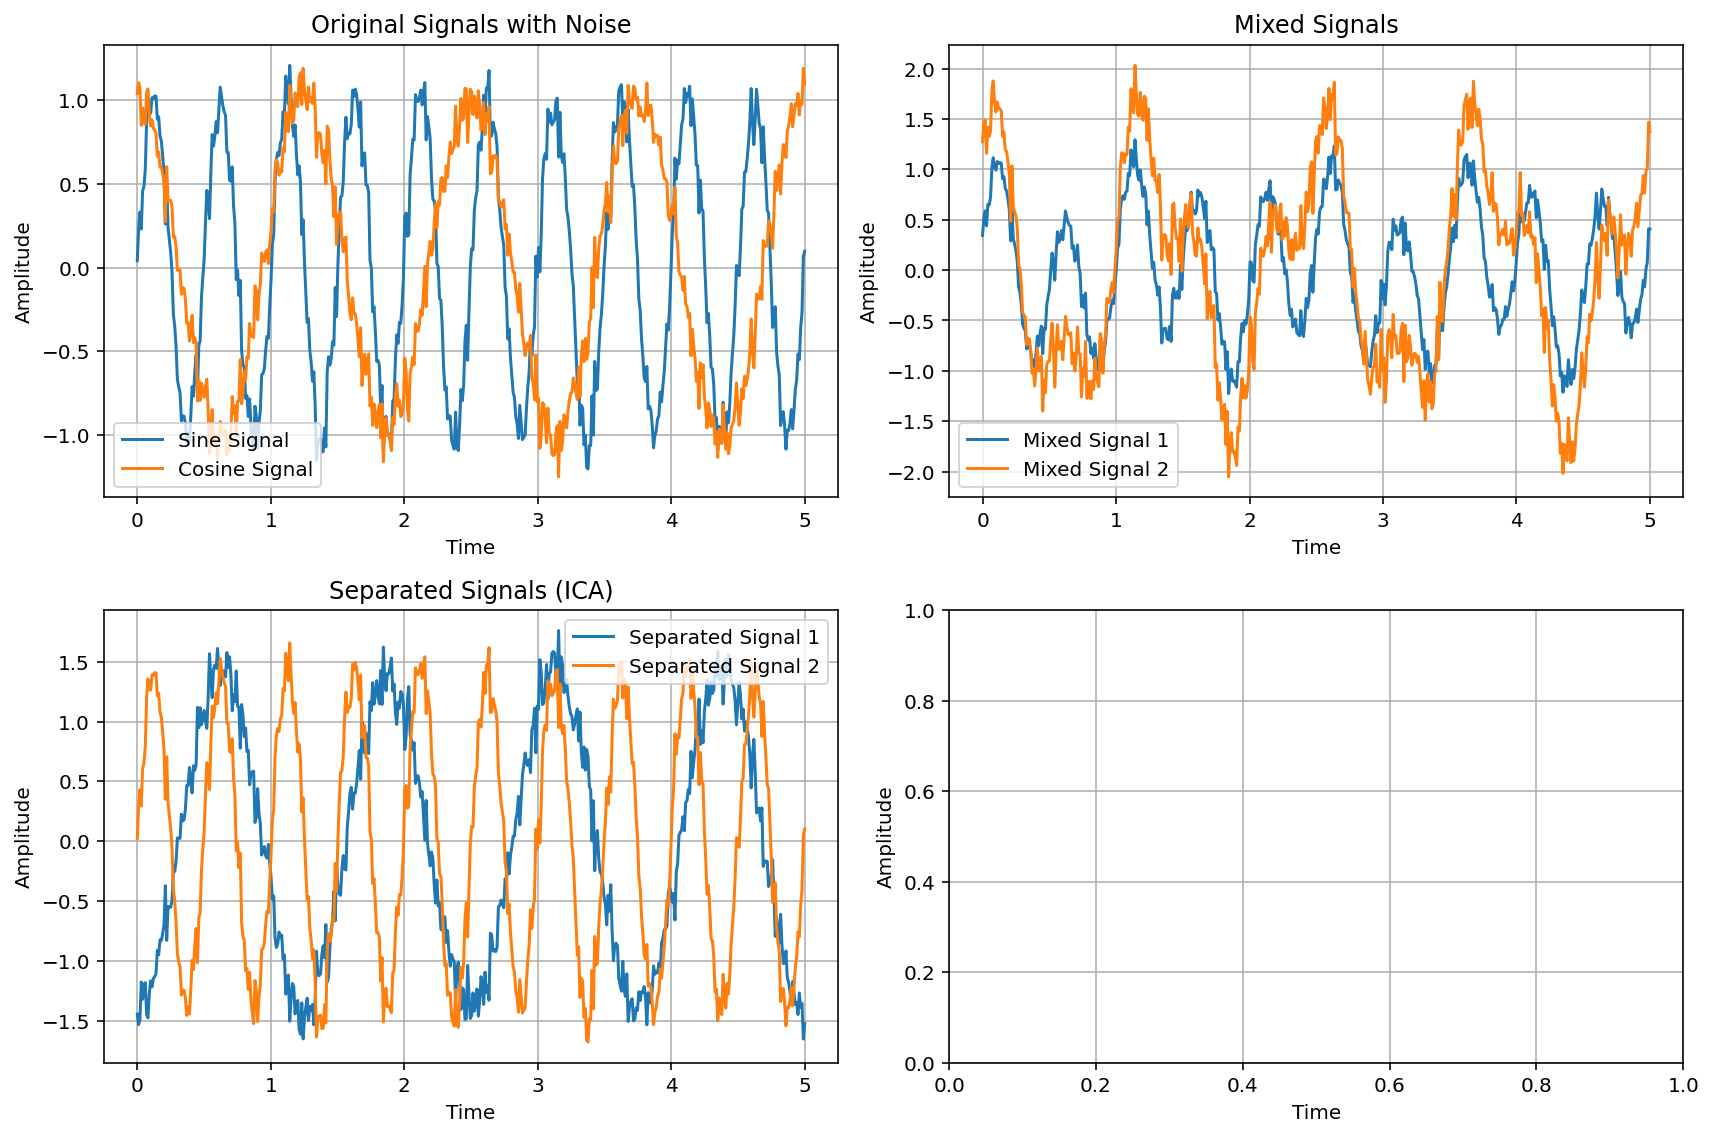 Original Signals with Noise
Amplitude
1.0
0.5
0.0
−0.5
−1.0
Sine Signal
Cosine Signal
0 1 2 3 4 5
Time
Mixed Signals
Amplitude
2.0
1.5
1.0
0.5
0.0
−0.5
−1.0
−1.5
−2.0
Mixed Signal 1
Mixed Signal 2
0 1 2 3 4 5
Time
Separated Signals (ICA)
Amplitude
1.5
1.0
0.5
0.0
−0.5
−1.0
−1.5
Separated Signal 1
Separated Signal 2
0 1 2 3 4 5
Time
Amplitude
1.0
0.8
0.6
0.4
0.2
0.0
0.0 0.2 0.4 0.6 0.8 1.0
Time